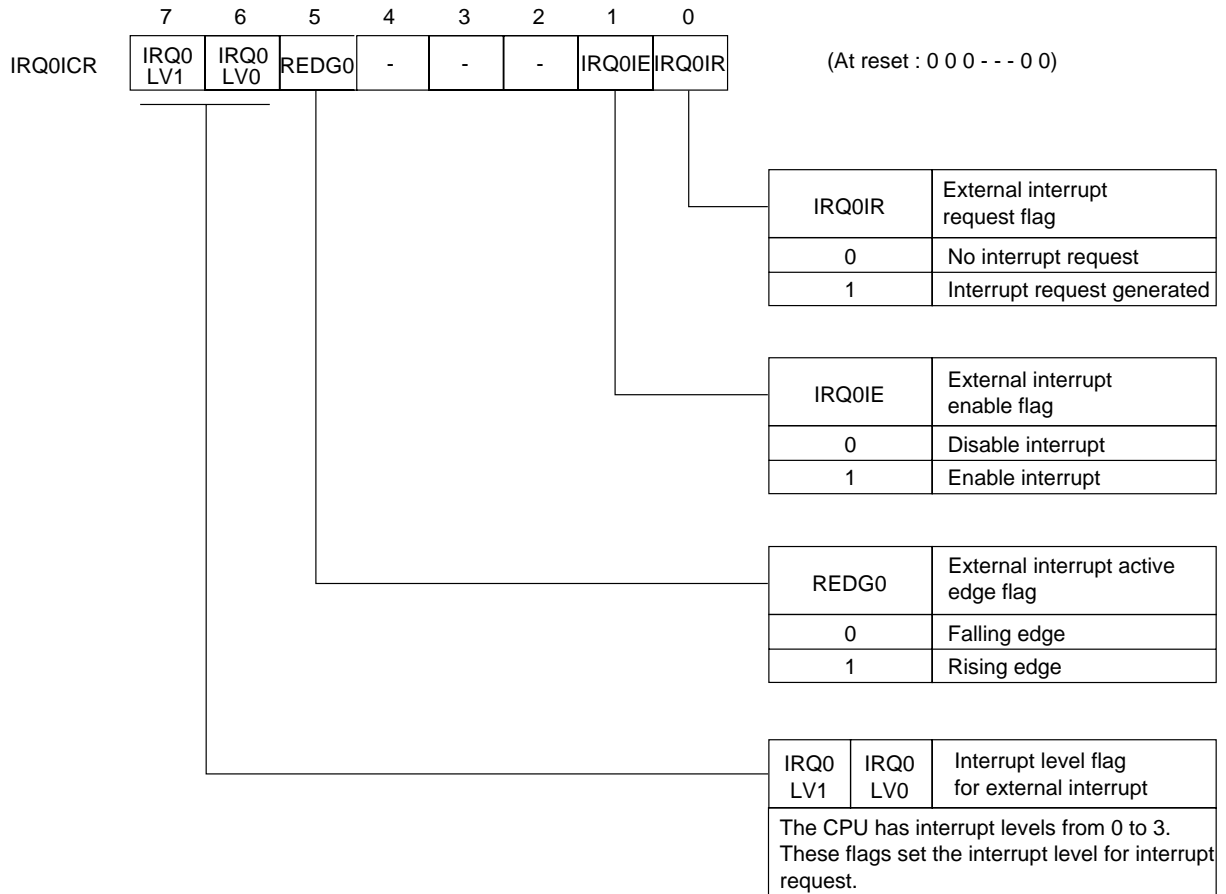 7 6 5 4 3 2 1 0
IRQ0ICR IRQ0 LV1 IRQ0 LV0 REDG0 - - - IRQ0IE IRQ0IR (At reset : 0 0 0 - - - 0 0)
IRQ0IR External interrupt
request flag
0 No interrupt request
1 Interrupt request generated
IRQ0IE External interrupt
enable flag
0 Disable interrupt
1 Enable interrupt
REDG0 External interrupt active
edge flag
0 Falling edge
1 Rising edge
IRQ0 IRQ0 Interrupt level flag
LV1 LV0 for external interrupt
The CPU has interrupt levels from 0 to 3.
These flags set the interrupt level for interrupt
request.